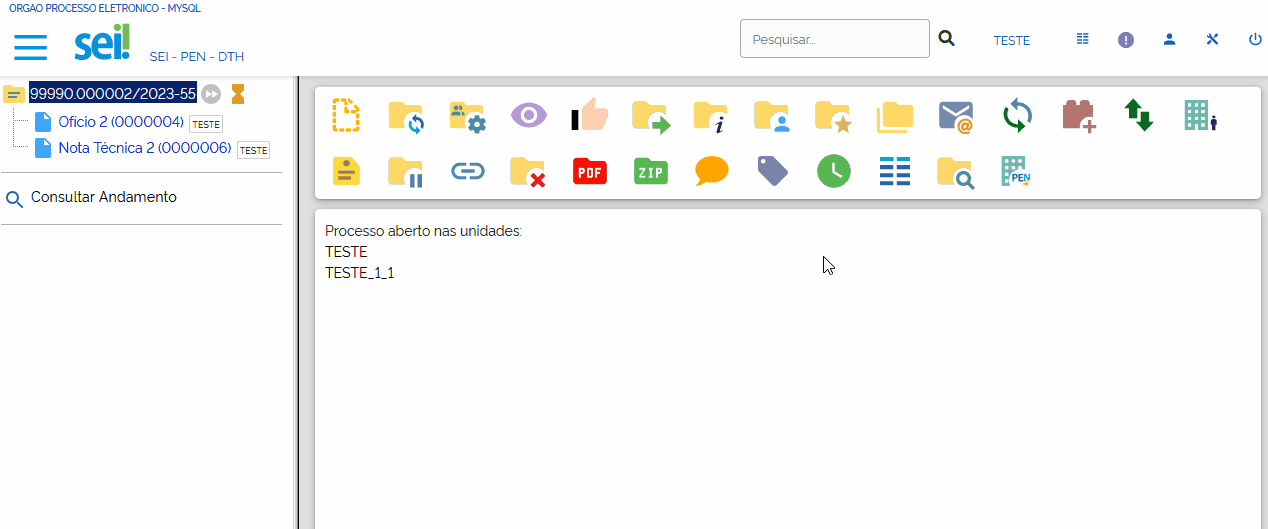 ORGAO PROCESSO ELETRONICO - MYSQL
sei!
SEI - PEN - DTH
Pesquisar...
TESTE
99990.000002/2023-55
Ofício 2 (0000004) TESTE
Nota Técnica 2 (0000006) TESTE
Consultar Andamento
PDF
ZIP
PEN
Processo aberto nas unidades:
TESTE
TESTE_1_1